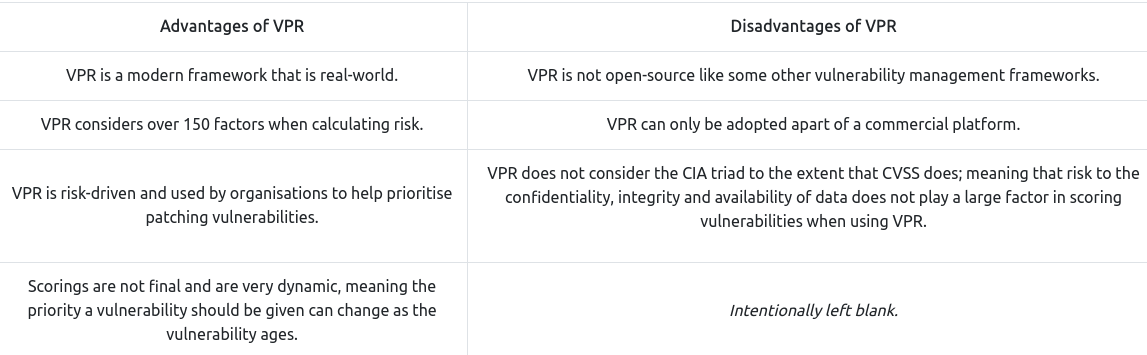 Advantages of VPR
Disadvantages of VPR
VPR is a modern framework that is real-world.
VPR is not open-source like some other vulnerability management frameworks.
VPR considers over 150 factors when calculating risk.
VPR can only be adopted apart of a commercial platform.
VPR is risk-driven and used by organisations to help prioritise
patching vulnerabilities.
VPR does not consider the CIA triad to the extent that CVSS does; meaning that risk to the
confidentiality, integrity and availability of data does not play a large factor in scoring
vulnerabilities when using VPR.
Scorings are not final and are very dynamic, meaning the
priority a vulnerability should be given can change as the
vulnerability ages.
Intentionally left blank.